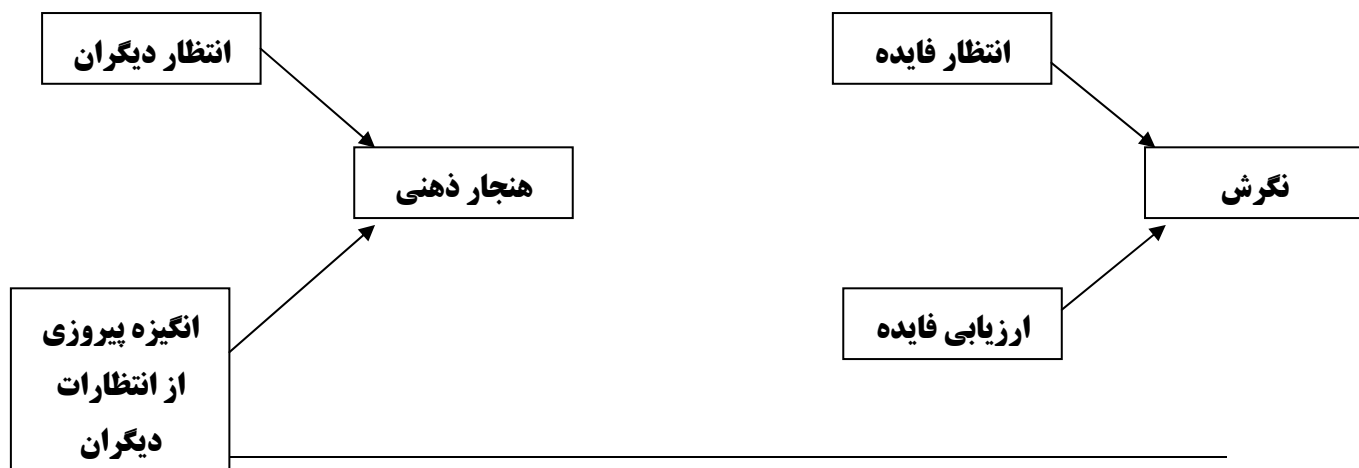 انتظار فایده
انتظار دیگران
نگرش
هنجار ذهنی
ارزیابی فایده
انگیزه پیروزی
از انتظارات
دیگران